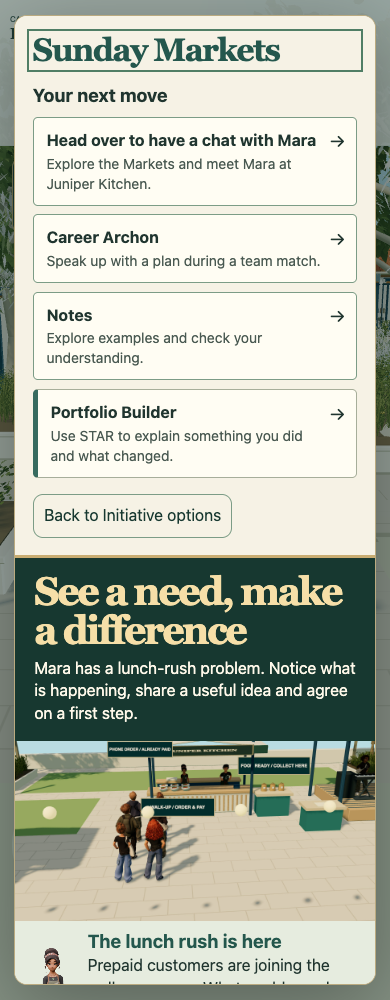 Sunday Markets
Your next move
Head over to have a chat with Mara →
Explore the Markets and meet Mara at
Juniper Kitchen.
Career Archon →
Speak up with a plan during a team match.
Notes →
Explore examples and check your
understanding.
Portfolio Builder →
Use STAR to explain something you did
and what changed.
Back to Initiative options
See a need, make
a difference
Mara has a lunch-rush problem. Notice what
is happening, share a useful idea and agree
on a first step.
PHONE ORDER / ALREADY PAID
JUNIPER KITCHEN
READY / COLLECT HERE
WALK-UP / ORDER & PAY
The lunch rush is here
Prepaid customers are joining the